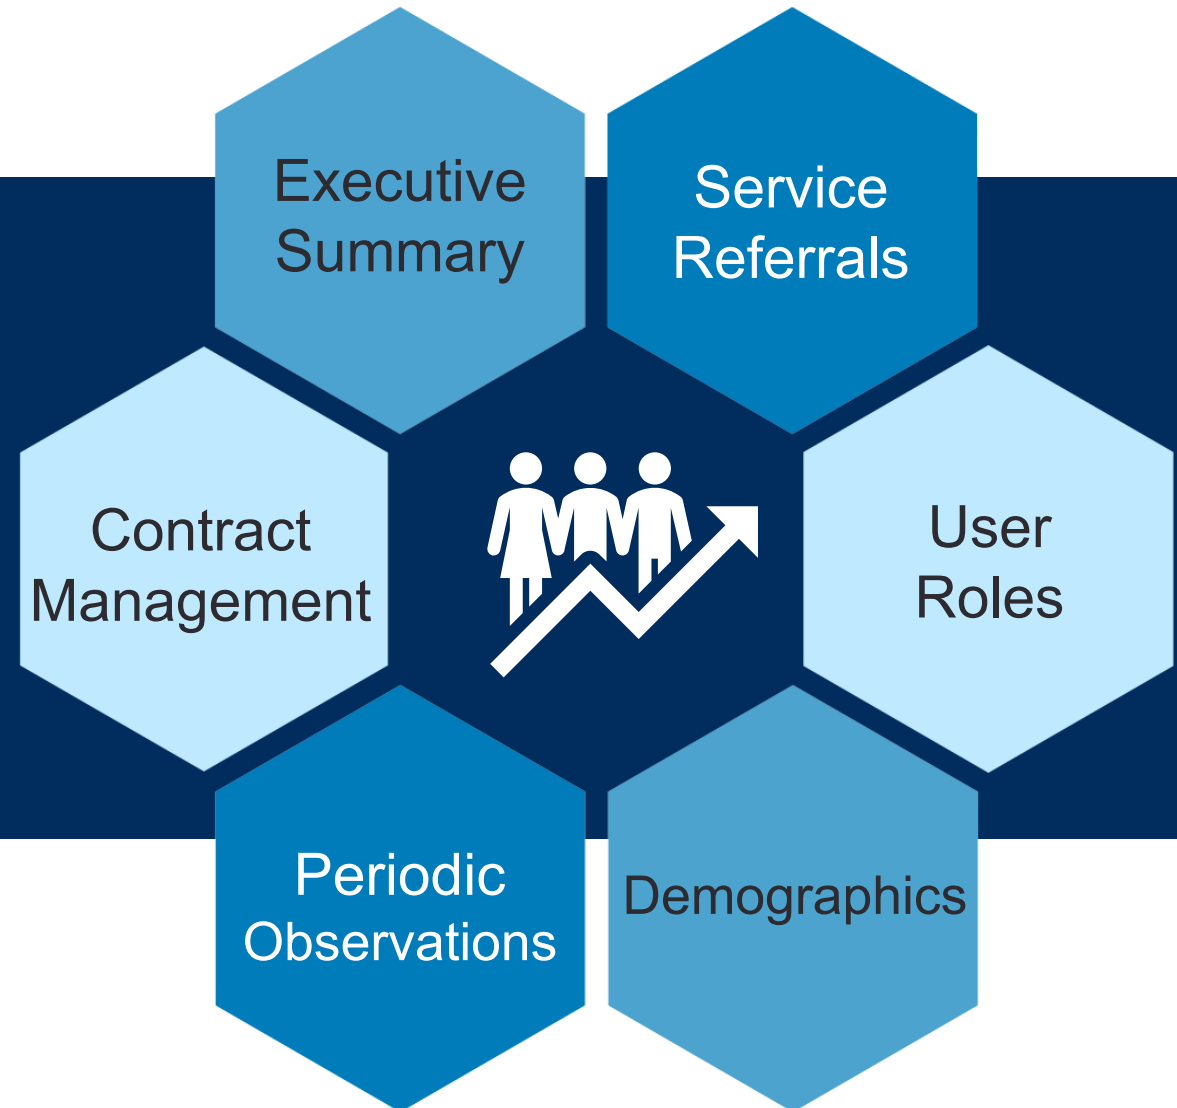 Executive
Summary
Service
Referrals
Contract
Management
User
Roles
Periodic
Observations
Demographics